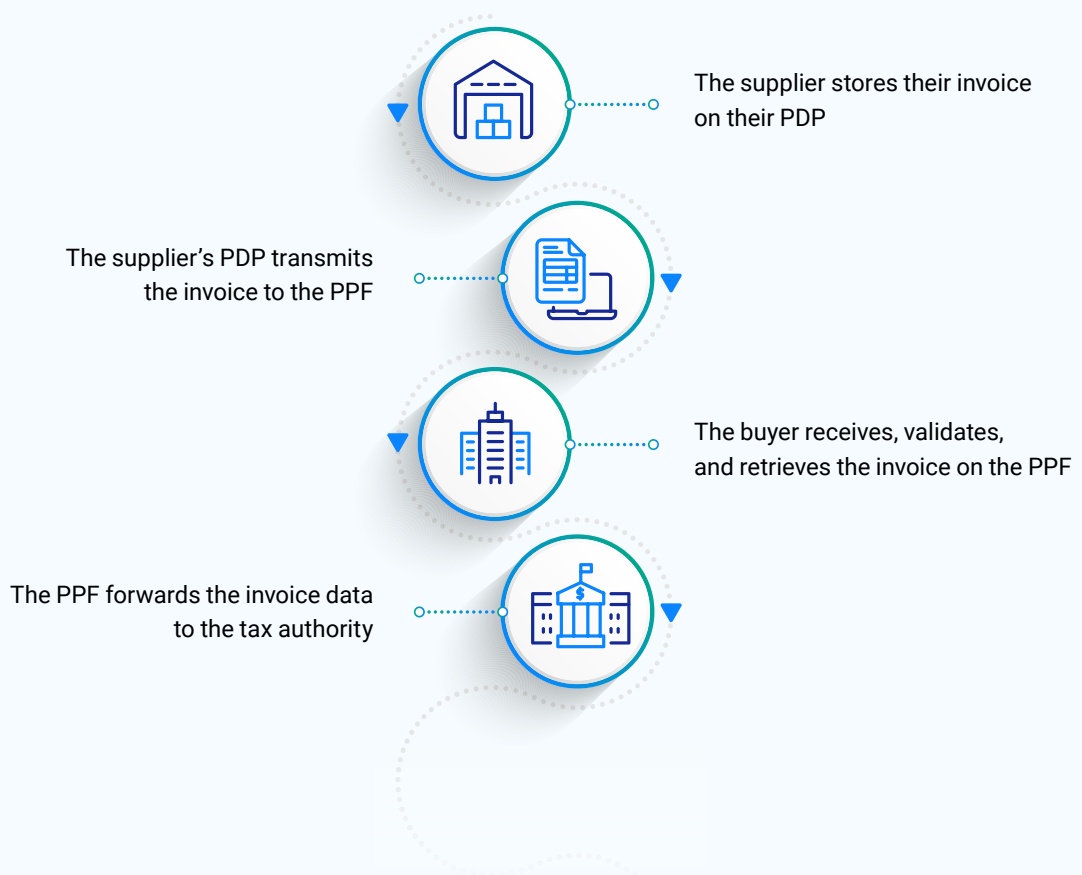 The supplier stores their invoice
on their PDP
The supplier’s PDP transmits
the invoice to the PPF
The buyer receives, validates,
and retrieves the invoice on the PPF
$
The PPF forwards the invoice data
to the tax authority